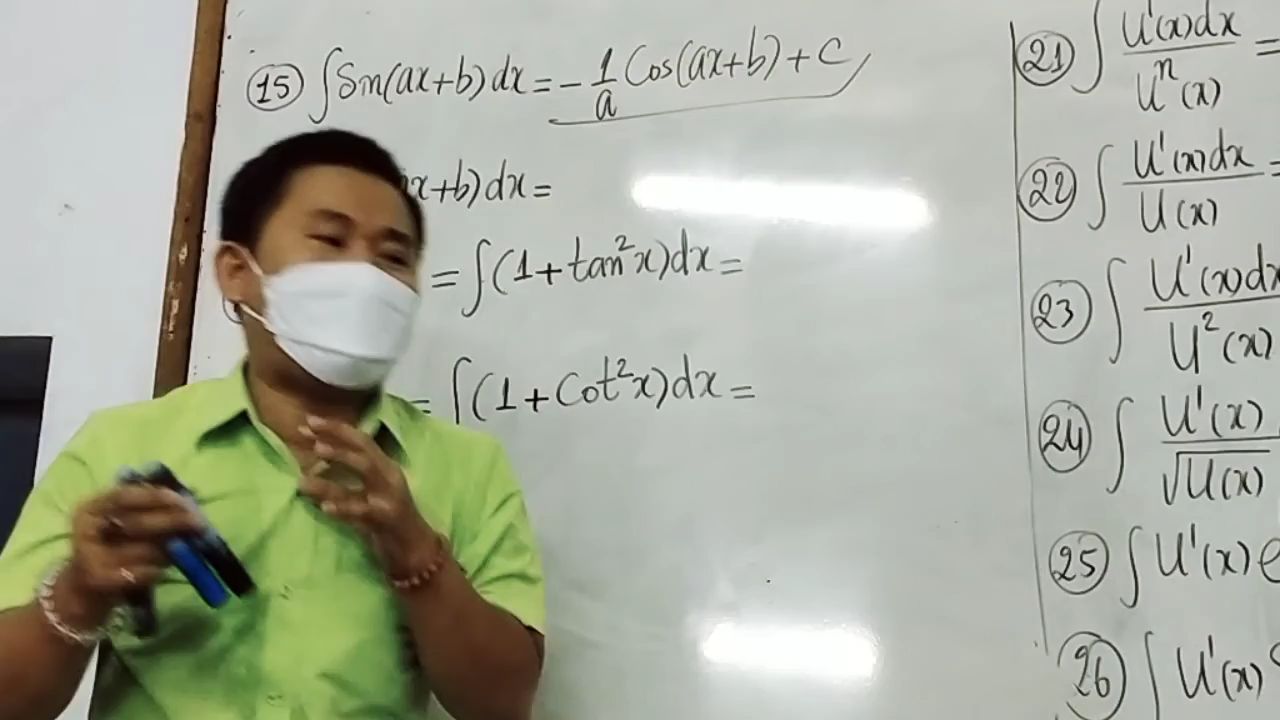 (15) ∫Sin(ax+b)dx = -1/a Cos(ax+b) + C
x+b)dx =
= ∫(1+tan²x)dx =
= ∫(1+Cot²x)dx =
(21) ∫ U'(x)dx / Uⁿ(x) =
(22) ∫ U'(x)dx / U(x) =
(23) ∫ U'(x)dx / U²(x)
(24) ∫ U'(x) / √U(x)
(25) ∫ U'(x) e
(26) ∫ U'(x)